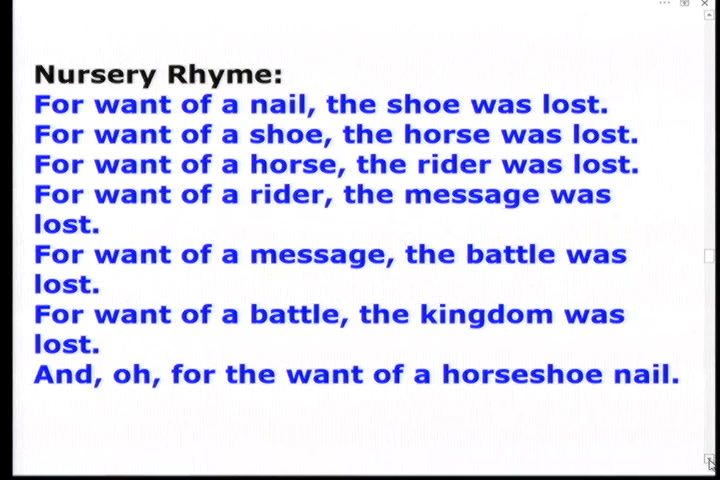 Nursery Rhyme:
For want of a nail, the shoe was lost.
For want of a shoe, the horse was lost.
For want of a horse, the rider was lost.
For want of a rider, the message was
lost.
For want of a message, the battle was
lost.
For want of a battle, the kingdom was
lost.
And, oh, for the want of a horseshoe nail.